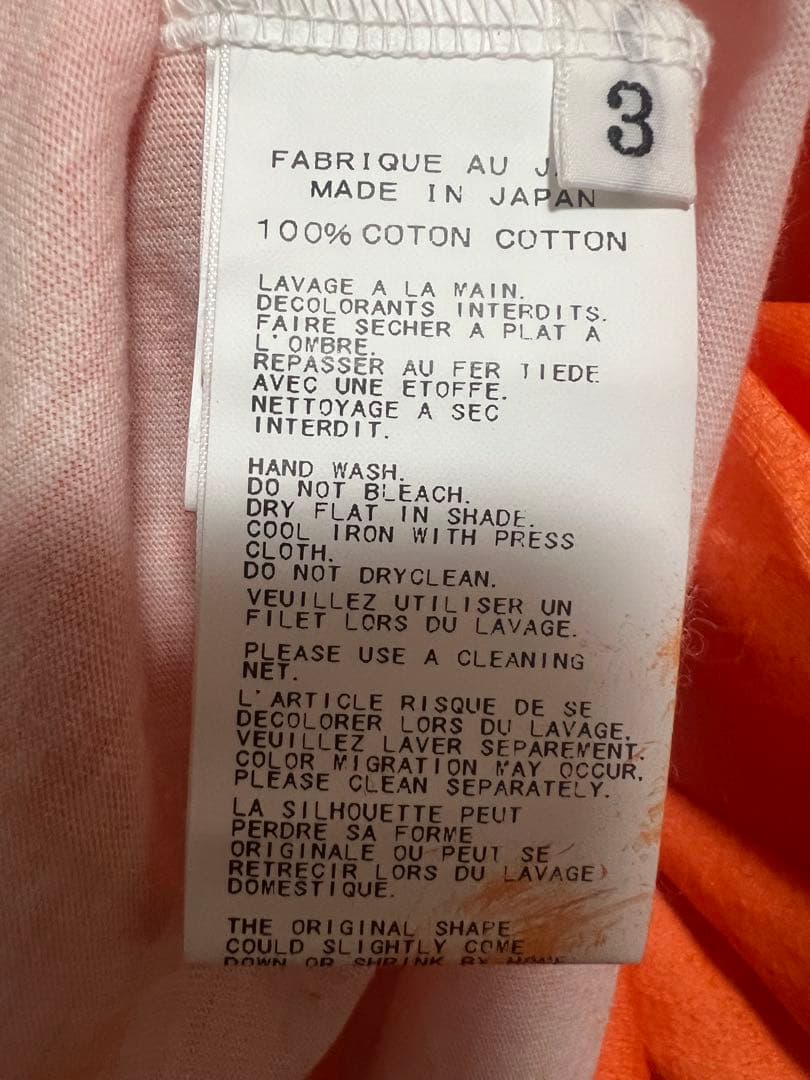 3
FABRIQUE AU
MADE IN JAPAN
100% COTON COTTON
LAVAGE A LA MAIN.
DECOLORANTS INTERDITS.
FAIRE SECHER A PLAT A
L'OMBRE.
REPASSER AU FER TIEDE
AVEC UNE ETOFFE.
NETTOYAGE A SEC
INTERDIT.
HAND WASH.
DO NOT BLEACH.
DRY FLAT IN SHADE.
COOL IRON WITH PRESS
CLOTH.
DO NOT DRYCLEAN.
VEUILLEZ UTILISER UN
FILET LORS DU LAVAGE.
PLEASE USE A CLEANING
NET.
L'ARTICLE RISQUE DE SE
DECOLORER LORS DU LAVAGE.
VEUILLEZ LAVER SEPAREMENT.
COLOR MIGRATION MAY OCCUR,
PLEASE CLEAN SEPARATELY.
LA SILHOUETTE PEUT
PERDRE SA FORME
ORIGINALE OU PEUT SE
RETRECIR LORS DU LAVAGE
DOMESTIQUE.
THE ORIGINAL SHAPE
COULD SLIGHTLY COME
DOWN OR SHRINK BY HOME